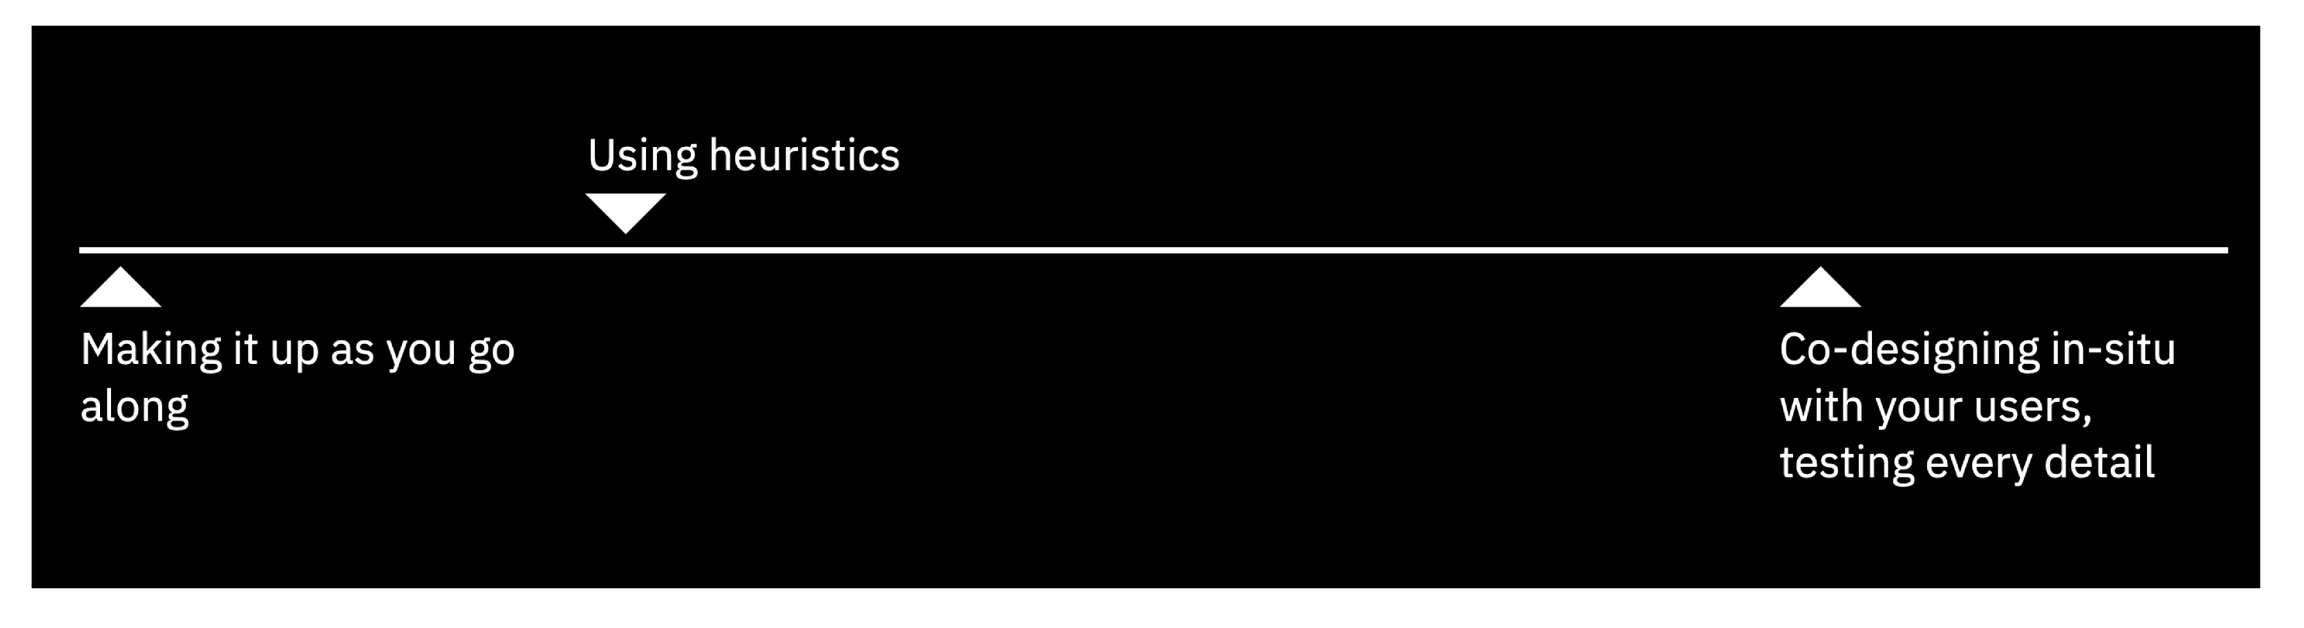 Using heuristics
Making it up as you go
along
Co-designing in-situ
with your users,
testing every detail